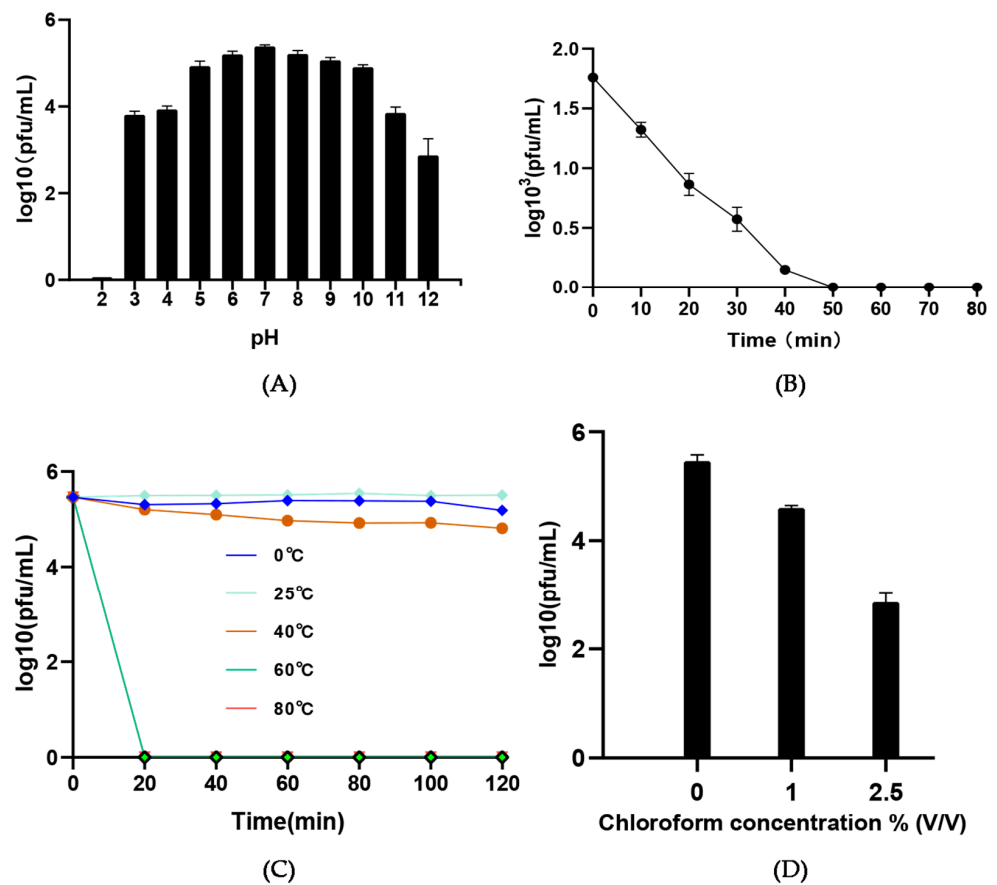 6
4
2
0
log10（pfu/mL）
2 3 4 5 6 7 8 9 10 11 12
pH
(A)
2.0
1.5
1.0
0.5
0.0
log10³(pfu/mL)
0 10 20 30 40 50 60 70 80
Time（min）
(B)
6
4
2
0
log10(pfu/mL)
0℃
25℃
40℃
60℃
80℃
0 20 40 60 80 100 120
Time(min)
(C)
6
4
2
0
log10(pfu/mL)
0 1 2.5
Chloroform concentration % (V/V)
(D)